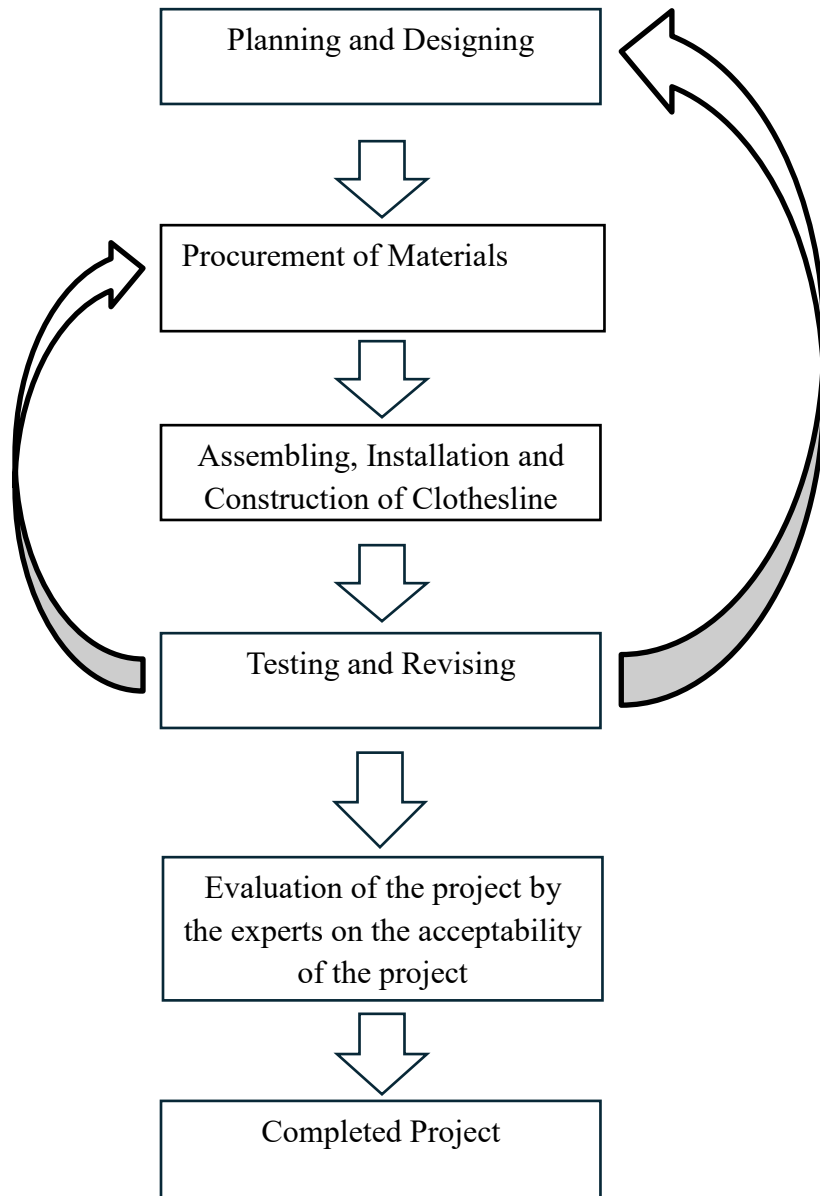 Planning and Designing
Procurement of Materials
Assembling, Installation and
Construction of Clothesline
Testing and Revising
Evaluation of the project by
the experts on the acceptability
of the project
Completed Project